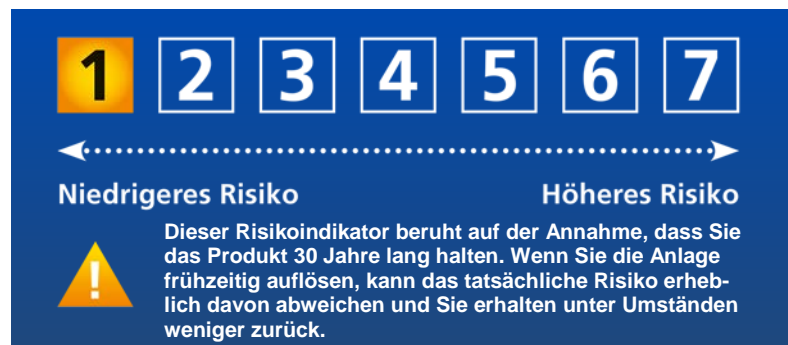 1 2 3 4 5 6 7
Niedrigeres Risiko Höheres Risiko
Dieser Risikoindikator beruht auf der Annahme, dass Sie
das Produkt 30 Jahre lang halten. Wenn Sie die Anlage
frühzeitig auflösen, kann das tatsächliche Risiko erheb-
lich davon abweichen und Sie erhalten unter Umständen
weniger zurück.